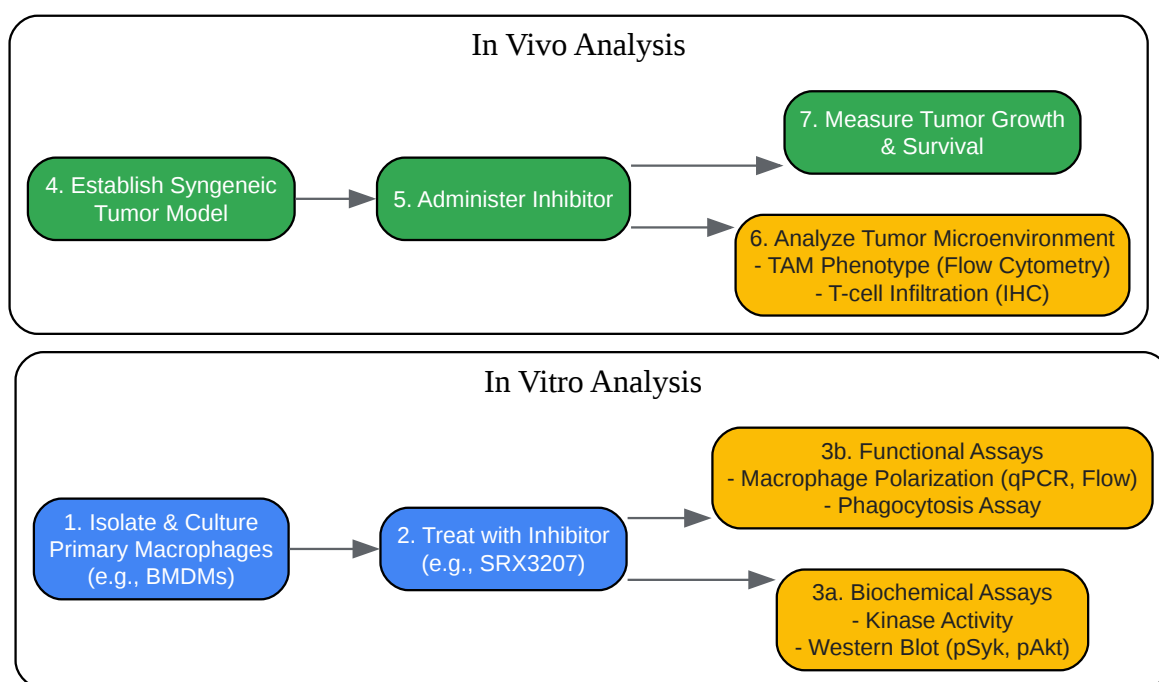 In Vivo Analysis
4. Establish Syngeneic
Tumor Model
5. Administer Inhibitor
7. Measure Tumor Growth
& Survival
6. Analyze Tumor Microenvironment
- TAM Phenotype (Flow Cytometry)
- T-cell Infiltration (IHC)
In Vitro Analysis
1. Isolate & Culture
Primary Macrophages
(e.g., BMDMs)
2. Treat with Inhibitor
(e.g., SRX3207)
3b. Functional Assays
- Macrophage Polarization (qPCR, Flow)
- Phagocytosis Assay
3a. Biochemical Assays
- Kinase Activity
- Western Blot (pSyk, pAkt)